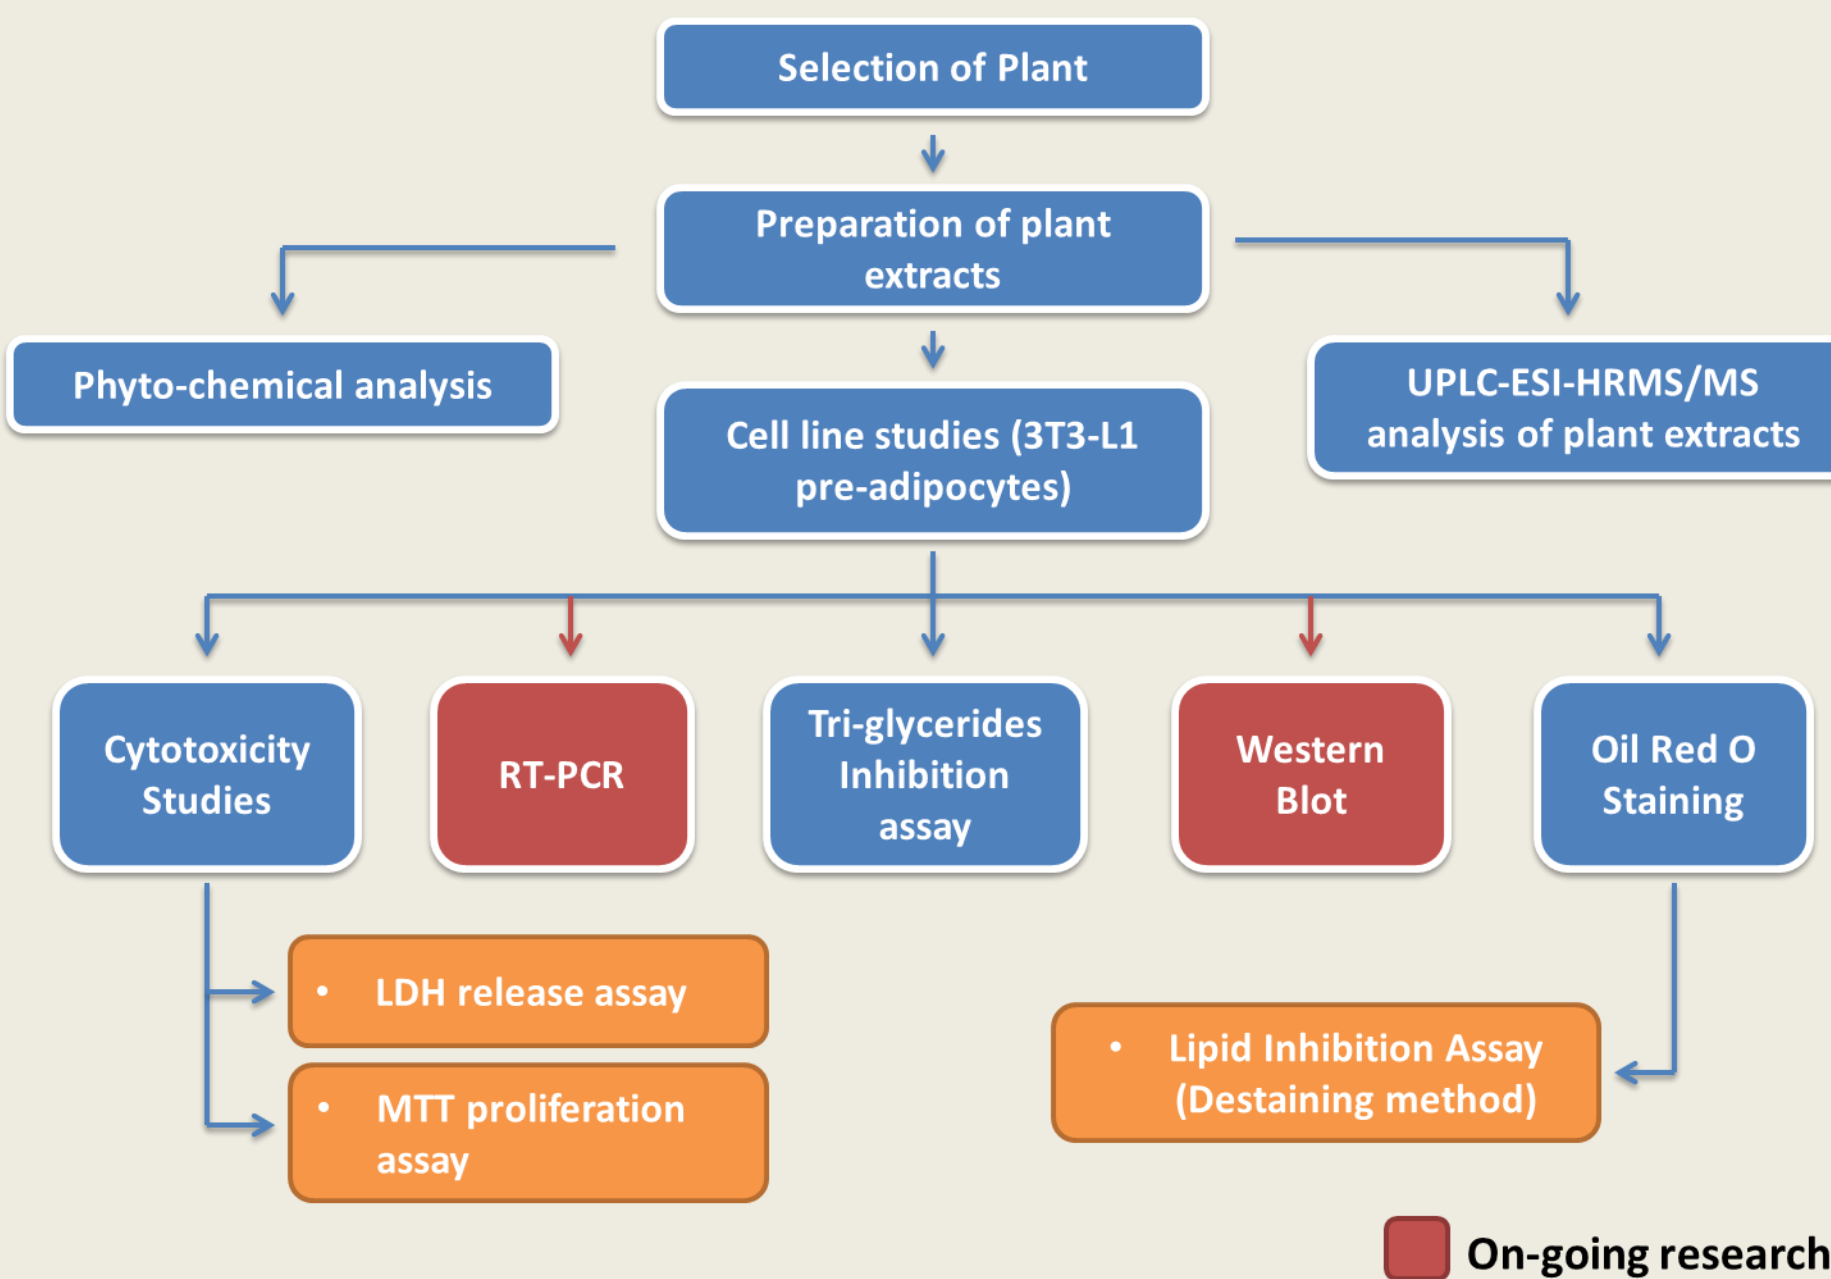 Selection of Plant
Preparation of plant
extracts
Phyto-chemical analysis
Cell line studies (3T3-L1
pre-adipocytes)
UPLC-ESI-HRMS/MS
analysis of plant extracts
Cytotoxicity
Studies
RT-PCR
Tri-glycerides
Inhibition
assay
Western
Blot
Oil Red O
Staining
• LDH release assay
• MTT proliferation
assay
• Lipid Inhibition Assay
(Destaining method)
On-going research